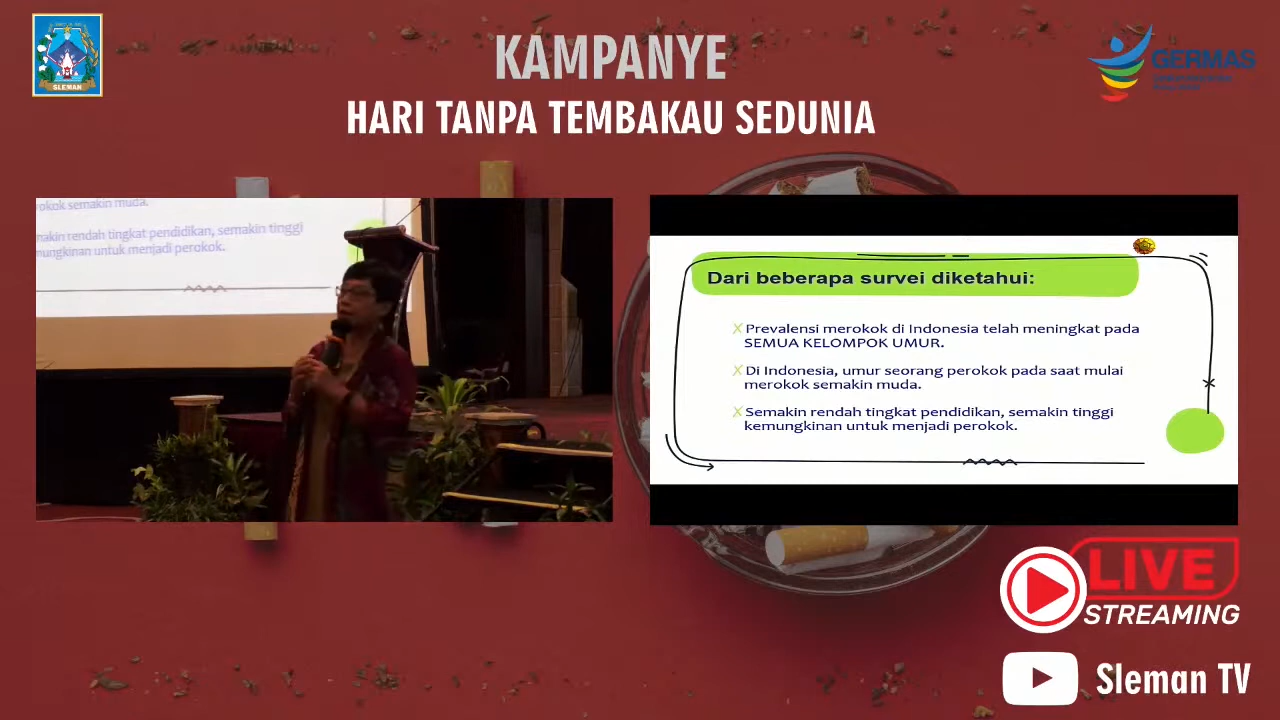 SLEMAN
KAMPANYE
HARI TANPA TEMBAKAU SEDUNIA
GERMAS
rokok semakin muda.
makin rendah tingkat pendidikan, semakin tinggi
mungkinan untuk menjadi perokok.
Dari beberapa survei diketahui:
Prevalensi merokok di Indonesia telah meningkat pada
SEMUA KELOMPOK UMUR.
Di Indonesia, umur seorang perokok pada saat mulai
merokok semakin muda.
Semakin rendah tingkat pendidikan, semakin tinggi
kemungkinan untuk menjadi perokok.
LIVE
STREAMING
Sleman TV